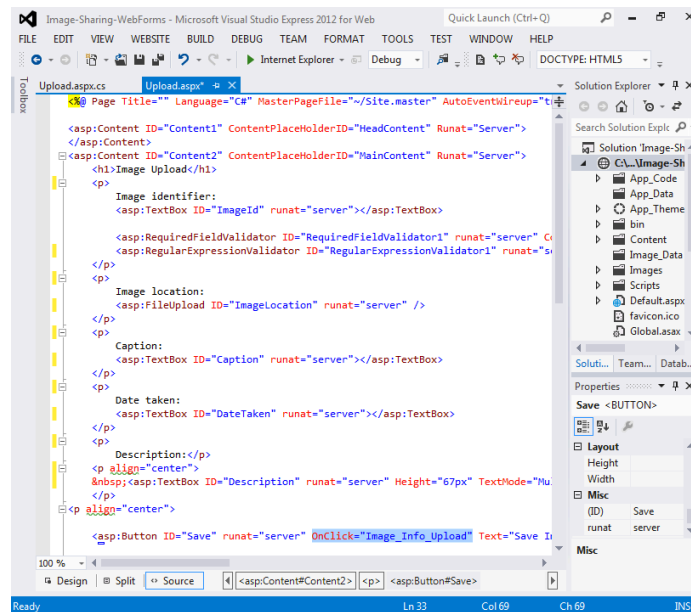 Image-Sharing-WebForms - Microsoft Visual Studio Express 2012 for Web
Quick Launch (Ctrl+Q)
FILE EDIT VIEW WEBSITE BUILD DEBUG TEAM FORMAT TOOLS TEST WINDOW HELP
Internet Explorer Debug DOCTYPE: HTML5
Toolbox
Upload.aspx.cs Upload.aspx*
<%@ Page Title="" Language="C#" MasterPageFile="~/Site.master" AutoEventWireup="t
<asp:Content ID="Content1" ContentPlaceHolderID="HeadContent" Runat="Server">
</asp:Content>
<asp:Content ID="Content2" ContentPlaceHolderID="MainContent" Runat="Server">
<h1>Image Upload</h1>
<p>
Image identifier:
<asp:TextBox ID="ImageId" runat="server"></asp:TextBox>
<asp:RequiredFieldValidator ID="RequiredFieldValidator1" runat="server" C
<asp:RegularExpressionValidator ID="RegularExpressionValidator1" runat="s
</p>
<p>
Image location:
<asp:FileUpload ID="ImageLocation" runat="server" />
</p>
<p>
Caption:
<asp:TextBox ID="Caption" runat="server"></asp:TextBox>
</p>
<p>
Date taken:
<asp:TextBox ID="DateTaken" runat="server"></asp:TextBox>
</p>
<p>
Description:</p>
<p align="center">
&nbsp;<asp:TextBox ID="Description" runat="server" Height="67px" TextMode="Mu
</p>
<p align="center">
<asp:Button ID="Save" runat="server" OnClick="Image_Info_Upload" Text="Save I
100 %
Design Split Source <asp:Content#Content2> <p> <asp:Button#Save>
Solution Explorer
Search Solution Explc
Solution 'Image-Sh
C:\...\Image-Sh
App_Code
App_Data
App_Theme
bin
Content
Image_Data
Images
Scripts
Default.aspx
favicon.ico
Global.asax
Soluti... Team... Datab...
Properties
Save <BUTTON>
Layout
Height
Width
Misc
(ID) Save
runat server
Misc
Ready Ln 33 Col 69 Ch 69 INS